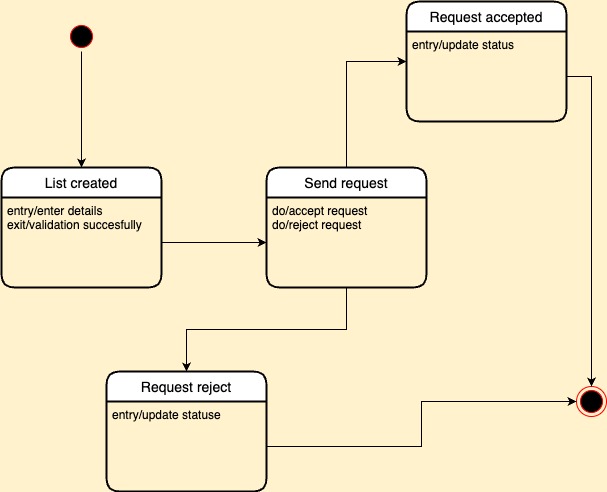 Request accepted
entry/update status
List created
entry/enter details
exit/validation succesfully
Send request
do/accept request
do/reject request
Request reject
entry/update statuse